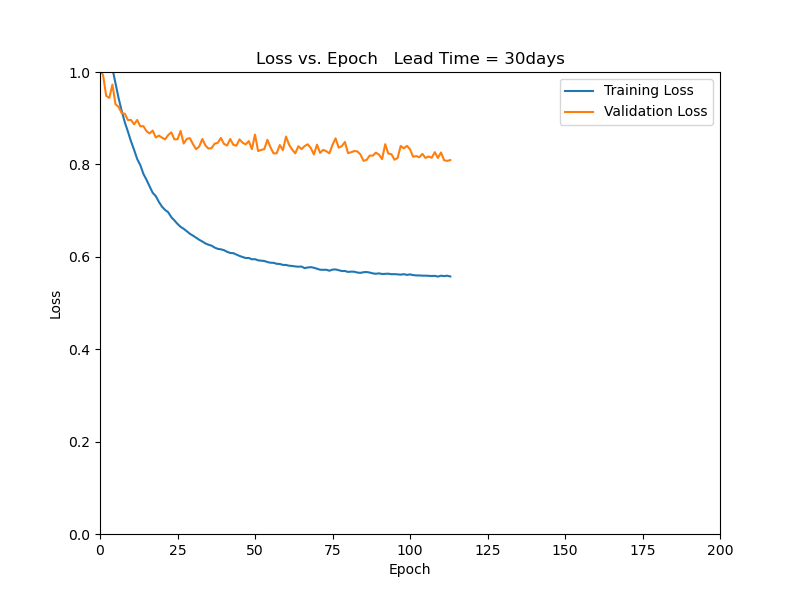 Loss vs. Epoch   Lead Time = 30days
Training Loss
Validation Loss
1.0
0.8
0.6
0.4
0.2
0.0
Loss
0 25 50 75 100 125 150 175 200
Epoch